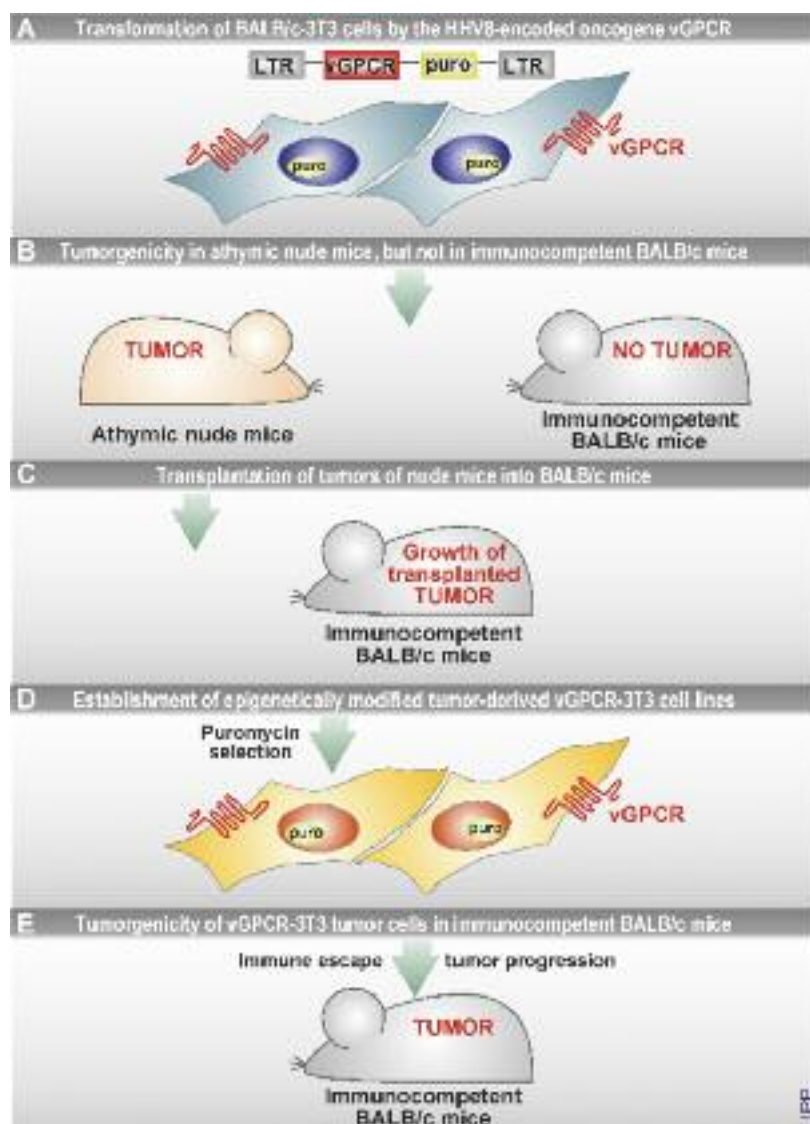 A Transformation of BALB/c-3T3 cells by the HHV8-encoded oncogene vGPCR
LTR vGPCR puro LTR
puro puro vGPCR
B Tumorgenicity in athymic nude mice, but not in immunocompetent BALB/c mice
TUMOR NO TUMOR
Athymic nude mice Immunocompetent
BALB/c mice
C Transplantation of tumors of nude mice into BALB/c mice
Growth of
transplanted
TUMOR
Immunocompetent
BALB/c mice
D Establishment of epigenetically modified tumor-derived vGPCR-3T3 cell lines
Puromycin
selection
puro puro vGPCR
E Tumorgenicity of vGPCR-3T3 tumor cells in immunocompetent BALB/c mice
Immune escape tumor progression
TUMOR
Immunocompetent
BALB/c mice